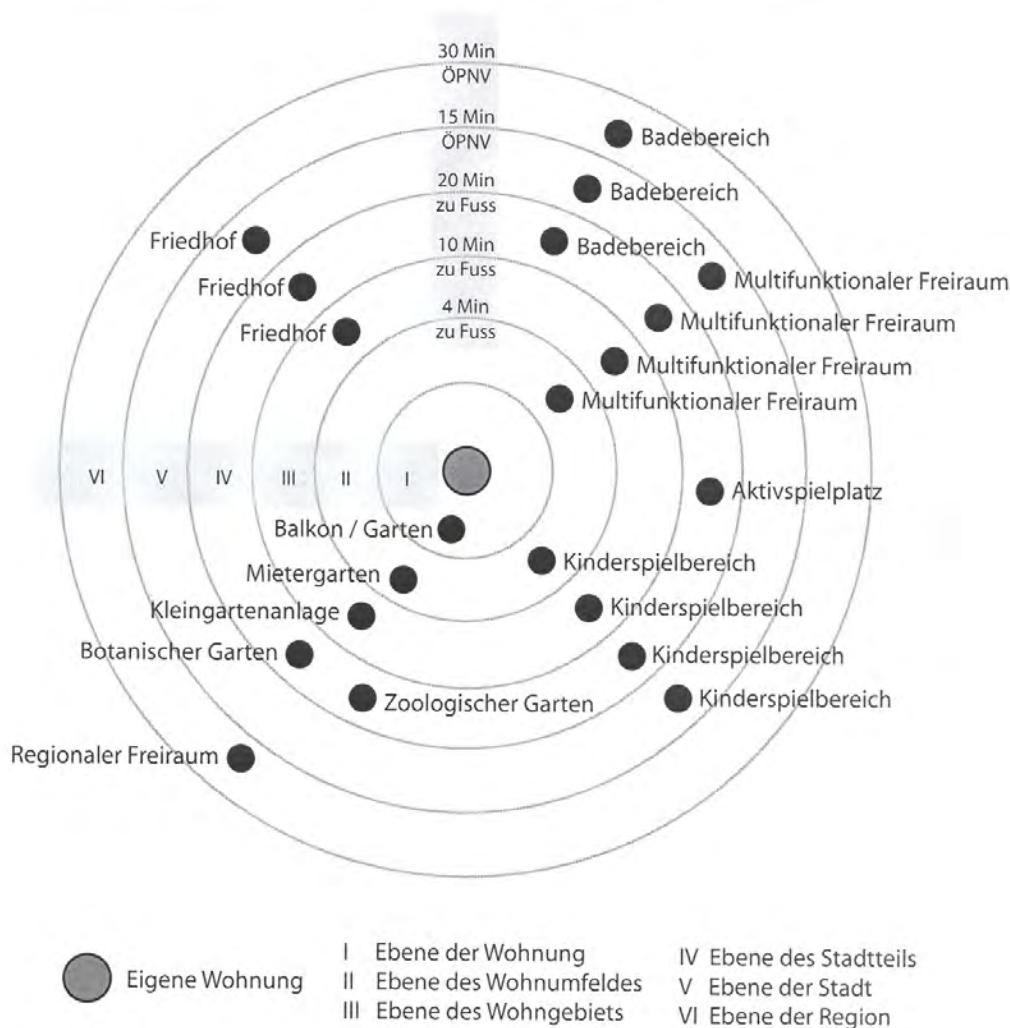 30 Min
ÖPNV
15 Min
ÖPNV
20 Min
zu Fuss
10 Min
zu Fuss
4 Min
zu Fuss
Badebereich
Badebereich
Badebereich
Friedhof
Friedhof
Friedhof
Multifunktionaler Freiraum
Multifunktionaler Freiraum
Multifunktionaler Freiraum
Multifunktionaler Freiraum
VI V IV III II I
Aktivspielplatz
Balkon / Garten
Mietergarten
Kleingartenanlage
Botanischer Garten
Zoologischer Garten
Regionaler Freiraum
Kinderspielbereich
Kinderspielbereich
Kinderspielbereich
Kinderspielbereich
Eigene Wohnung
I Ebene der Wohnung
II Ebene des Wohnumfeldes
III Ebene des Wohngebiets
IV Ebene des Stadtteils
V Ebene der Stadt
VI Ebene der Region